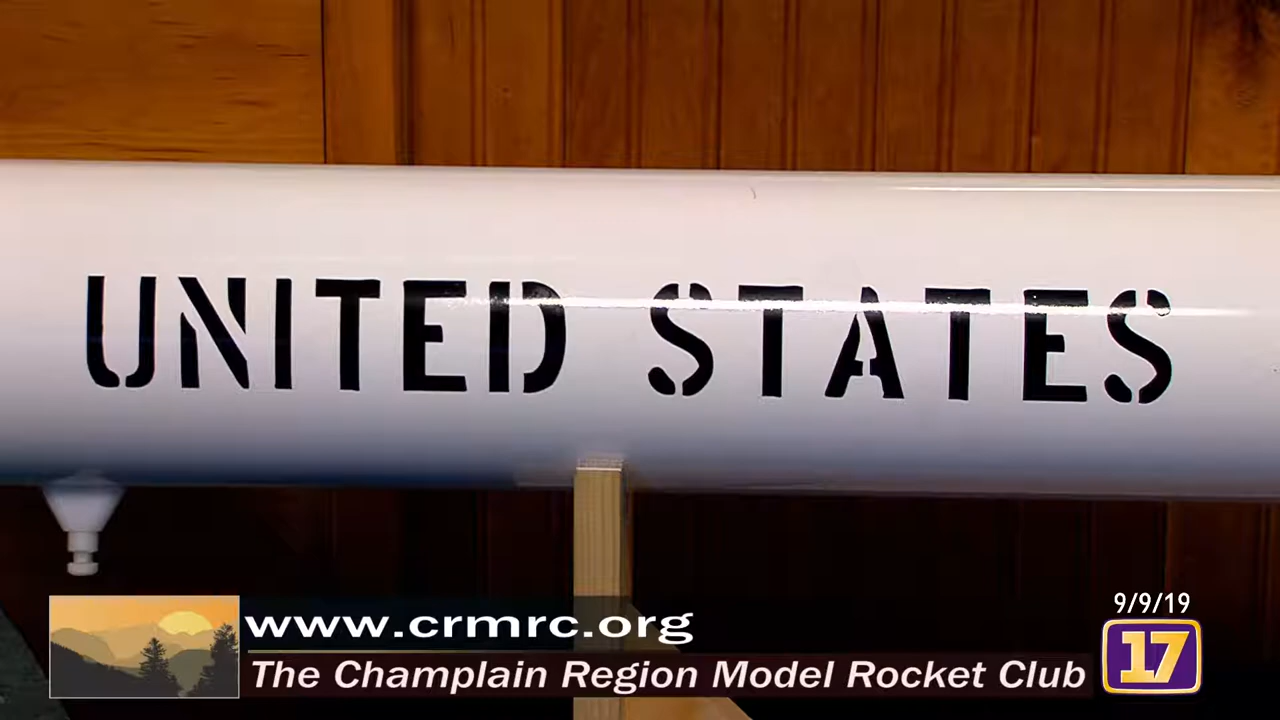 UNITED STATES
www.crmrc.org
The Champlain Region Model Rocket Club
9/9/19
17